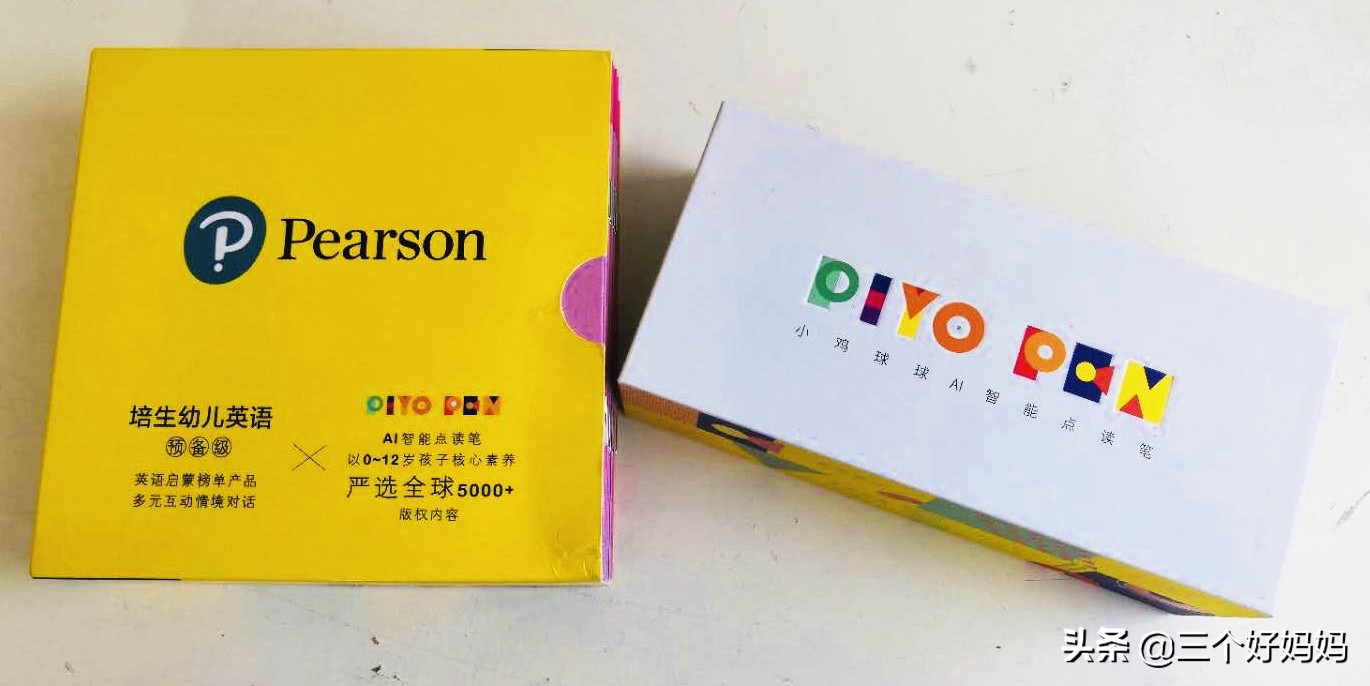 Pearson
培生幼儿英语
预备级
英语启蒙榜单产品
多元互动情境对话
PIYO PEN
AI智能点读笔
以0~12岁孩子核心素养
严选全球5000+
版权内容
PIYO PEN
小鸡球球AI智能点读笔
头条 @三个好妈妈